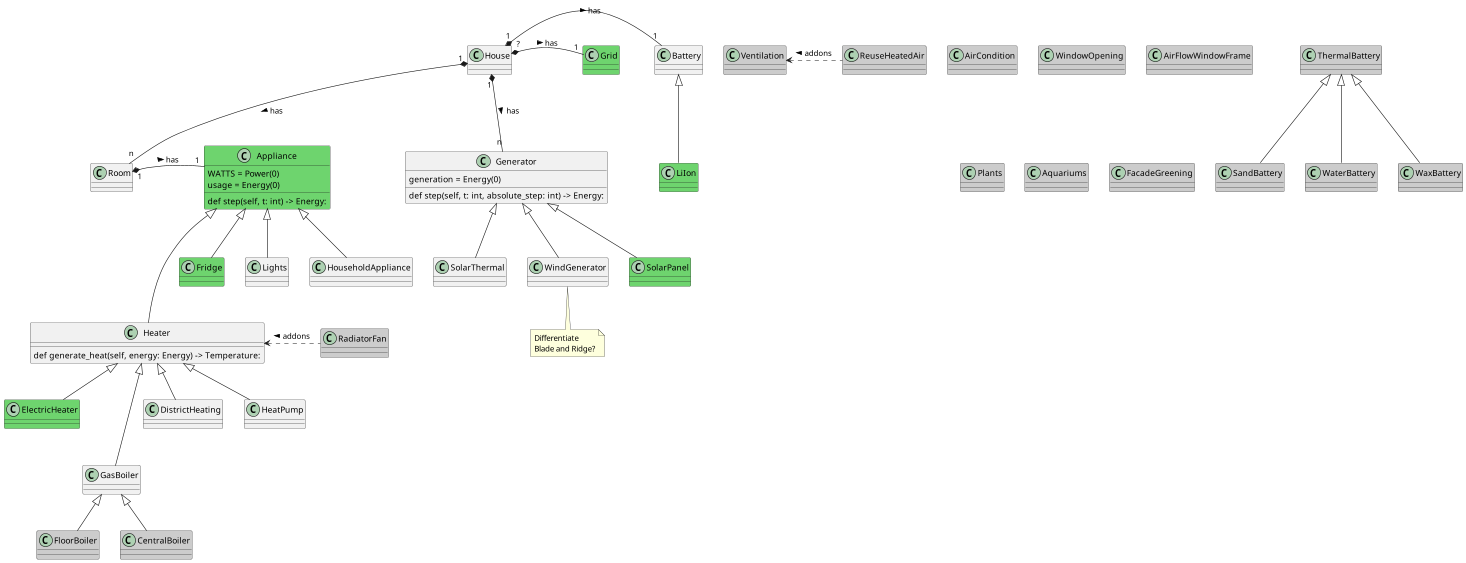 > has
1
1
?
> has
1
1
1
C House
C Grid
C Battery
C Ventilation
> addons
C ReuseHeatedAir
C AirCondition
C WindowOpening
C AirFlowWindowFrame
C ThermalBattery
> has
> has
n
n
C Room
1
> has
1
C Appliance
WATTS = Power(0)
usage = Energy(0)
def step(self, t: int) -> Energy:
C Generator
generation = Energy(0)
def step(self, t: int, absolute_step: int) -> Energy:
C LiIon
C Plants
C Aquariums
C FacadeGreening
C SandBattery
C WaterBattery
C WaxBattery
C Fridge
C Lights
C HouseholdAppliance
C SolarThermal
C WindGenerator
C SolarPanel
C Heater
def generate_heat(self, energy: Energy) -> Temperature:
> addons
C RadiatorFan
Differentiate
Blade and Ridge?
C ElectricHeater
C DistrictHeating
C HeatPump
C GasBoiler
C FloorBoiler
C CentralBoiler